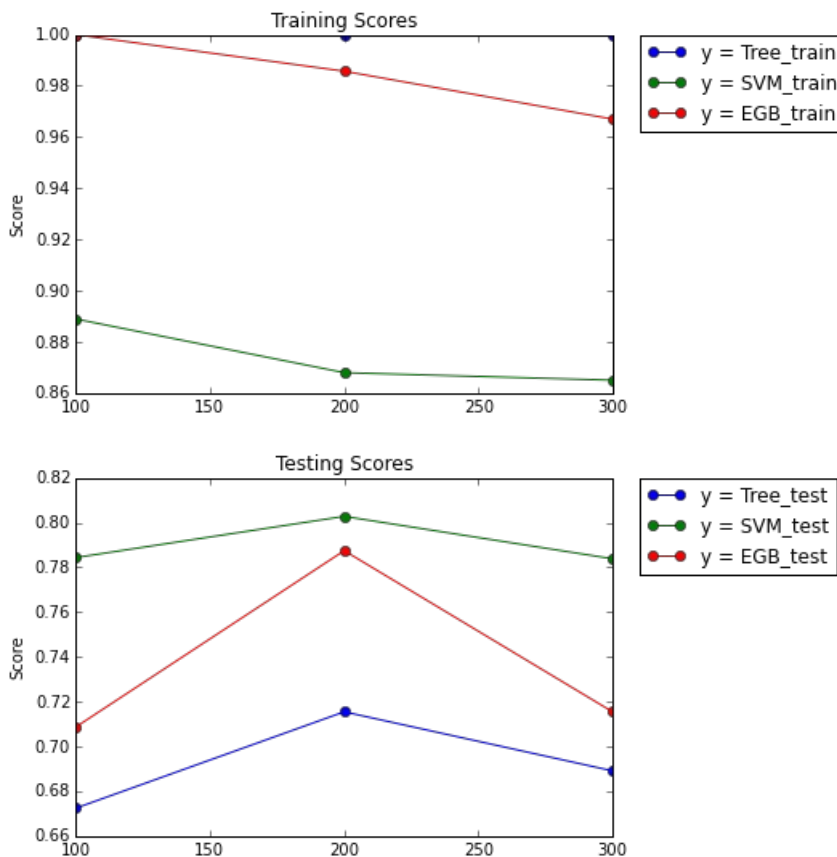 Training Scores
1.00
0.98
0.96
0.94
0.92
0.90
0.88
0.86
Score
100 150 200 250 300
y = Tree_train
y = SVM_train
y = EGB_train
Testing Scores
0.82
0.80
0.78
0.76
0.74
0.72
0.70
0.68
0.66
Score
100 150 200 250 300
y = Tree_test
y = SVM_test
y = EGB_test